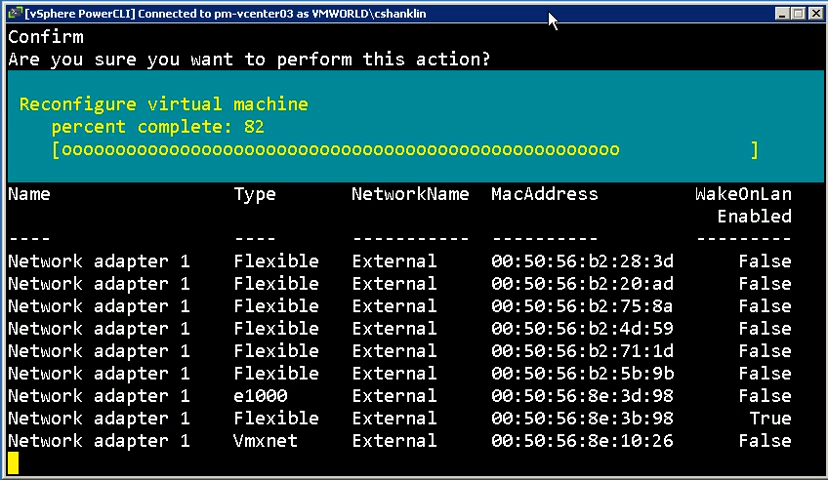 [vSphere PowerCLI] Connected to pm-vcenter03 as VMWORLD\cshanklin
Confirm
Are you sure you want to perform this action?
Reconfigure virtual machine
percent complete: 82
[oooooooooooooooooooooooooooooooooooooooooooooooooooo ]
Name Type NetworkName MacAddress WakeOnLan
Enabled
---- ---- ----------- ---------- ---------
Network adapter 1 Flexible External 00:50:56:b2:28:3d False
Network adapter 1 Flexible External 00:50:56:b2:20:ad False
Network adapter 1 Flexible External 00:50:56:b2:75:8a False
Network adapter 1 Flexible External 00:50:56:b2:4d:59 False
Network adapter 1 Flexible External 00:50:56:b2:71:1d False
Network adapter 1 Flexible External 00:50:56:b2:5b:9b False
Network adapter 1 e1000 External 00:50:56:8e:3d:98 False
Network adapter 1 Flexible External 00:50:56:8e:3b:98 True
Network adapter 1 Vmxnet External 00:50:56:8e:10:26 False